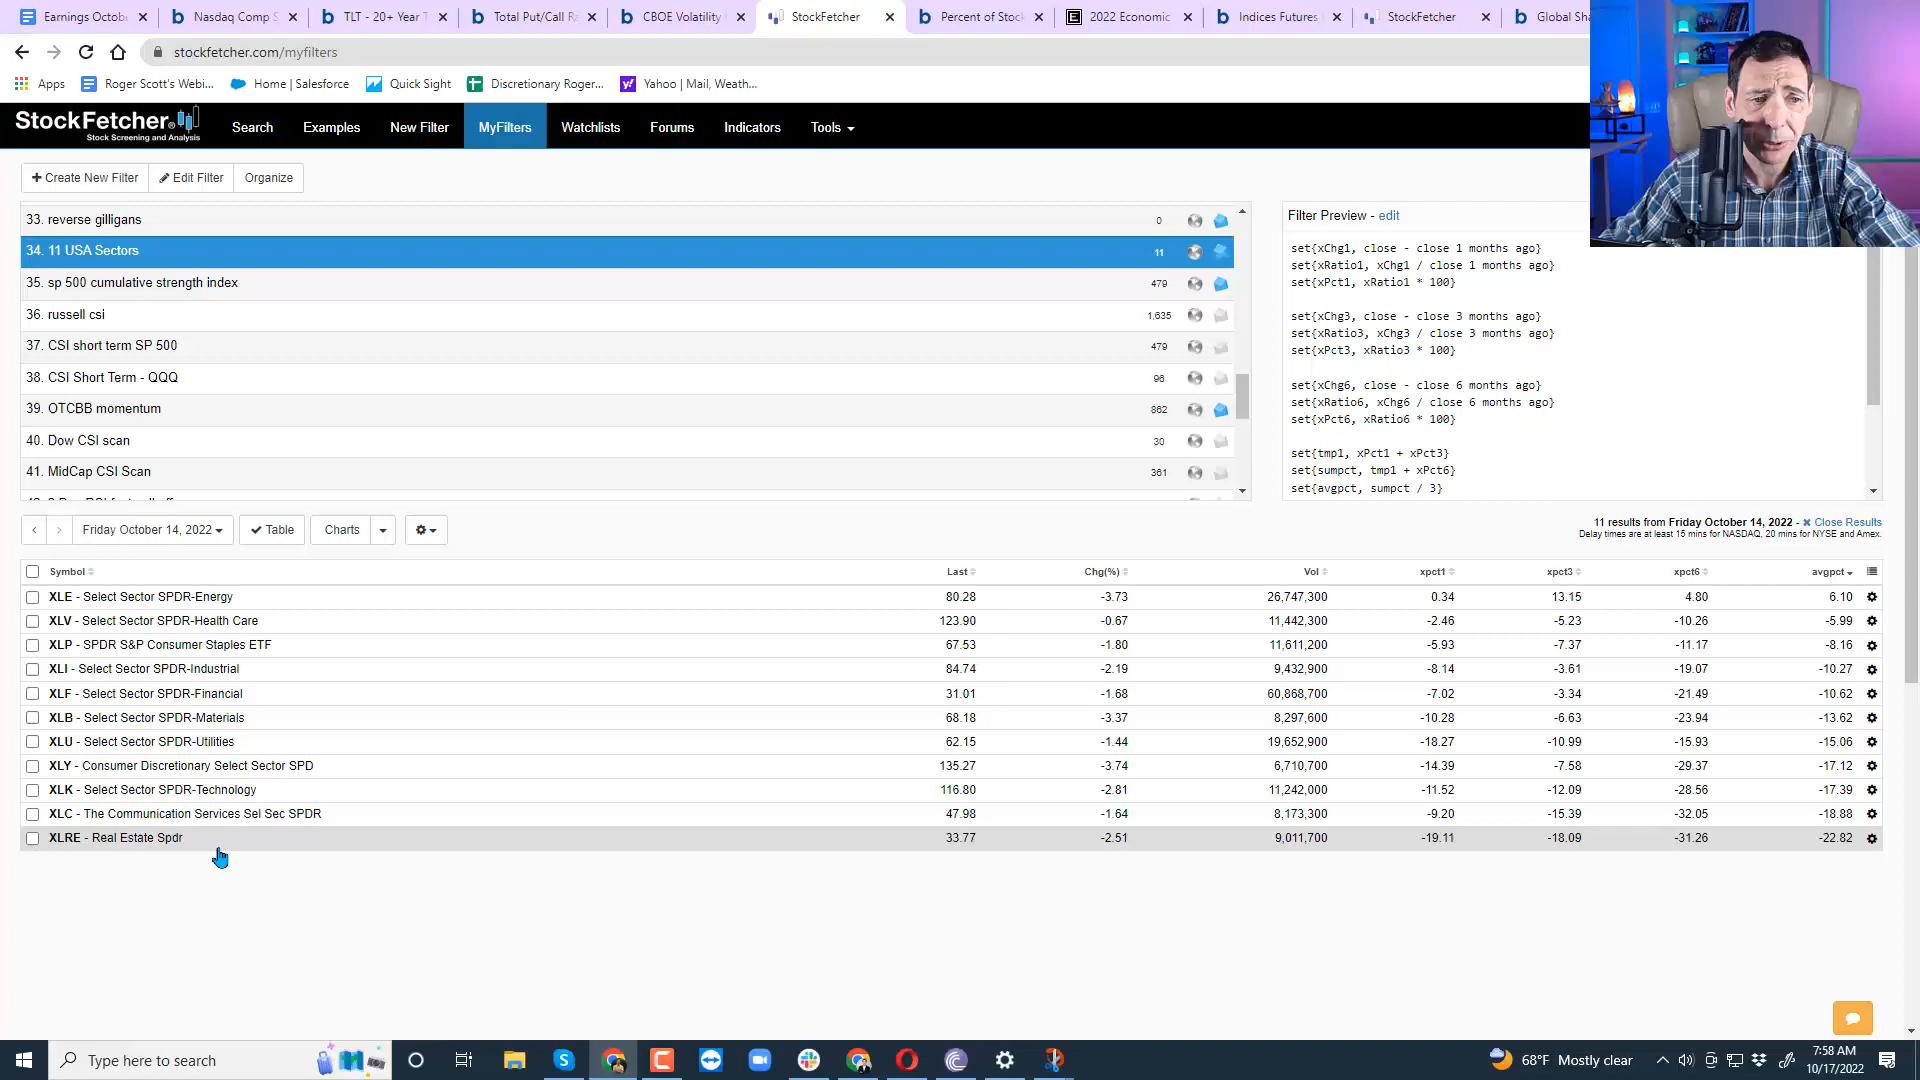 Earnings Octobe
Nasdaq Comp S
TLT - 20+ Year T
Total Put/Call Ra
CBOE Volatility
StockFetcher
Percent of Stock
2022 Economic
Indices Futures
StockFetcher
Global Sha
stockfetcher.com/myfilters
Apps
Roger Scott's Webi...
Home | Salesforce
Quick Sight
Discretionary Roger...
Yahoo | Mail, Weath...
StockFetcher®
Stock Screening and Analysis
Search
Examples
New Filter
MyFilters
Watchlists
Forums
Indicators
Tools
Create New Filter
Edit Filter
Organize
33. reverse gilligans 0
34. 11 USA Sectors 11
35. sp 500 cumulative strength index 479
36. russell csi 1,635
37. CSI short term SP 500 479
38. CSI Short Term - QQQ 96
39. OTCBB momentum 862
40. Dow CSI scan 30
41. MidCap CSI Scan 361
Filter Preview - edit
set{xChg1, close - close 1 months ago}
set{xRatio1, xChg1 / close 1 months ago}
set{xPct1, xRatio1 * 100}
set{xChg3, close - close 3 months ago}
set{xRatio3, xChg3 / close 3 months ago}
set{xPct3, xRatio3 * 100}
set{xChg6, close - close 6 months ago}
set{xRatio6, xChg6 / close 6 months ago}
set{xPct6, xRatio6 * 100}
set{tmp1, xPct1 + xPct3}
set{sumpct, tmp1 + xPct6}
set{avgpct, sumpct / 3}
Friday October 14, 2022
Table
Charts
11 results from Friday October 14, 2022 - Close Results
Delay times are at least 15 mins for NASDAQ, 20 mins for NYSE and Amex.
Symbol Last Chg(%) Vol xpct1 xpct3 xpct6 avgpct
XLE - Select Sector SPDR-Energy 80.28 -3.73 26,747,300 0.34 13.15 4.80 6.10
XLV - Select Sector SPDR-Health Care 123.90 -0.67 11,442,300 -2.46 -5.23 -10.26 -5.99
XLP - SPDR S&P Consumer Staples ETF 67.53 -1.80 11,611,200 -5.93 -7.37 -11.17 -8.16
XLI - Select Sector SPDR-Industrial 84.74 -2.19 9,432,900 -8.14 -3.61 -19.07 -10.27
XLF - Select Sector SPDR-Financial 31.01 -1.68 60,868,700 -7.02 -3.34 -21.49 -10.62
XLB - Select Sector SPDR-Materials 68.18 -3.37 8,297,600 -10.28 -6.63 -23.94 -13.62
XLU - Select Sector SPDR-Utilities 62.15 -1.44 19,652,900 -18.27 -10.99 -15.93 -15.06
XLY - Consumer Discretionary Select Sector SPD 135.27 -3.74 6,710,700 -14.39 -7.58 -29.37 -17.12
XLK - Select Sector SPDR-Technology 116.80 -2.81 11,242,000 -11.52 -12.09 -28.56 -17.39
XLC - The Communication Services Sel Sec SPDR 47.98 -1.64 8,173,300 -9.20 -15.39 -32.05 -18.88
XLRE - Real Estate Spdr 33.77 -2.51 9,011,700 -19.11 -18.09 -31.26 -22.82
Type here to search
68°F Mostly clear
7:58 AM
10/17/2022